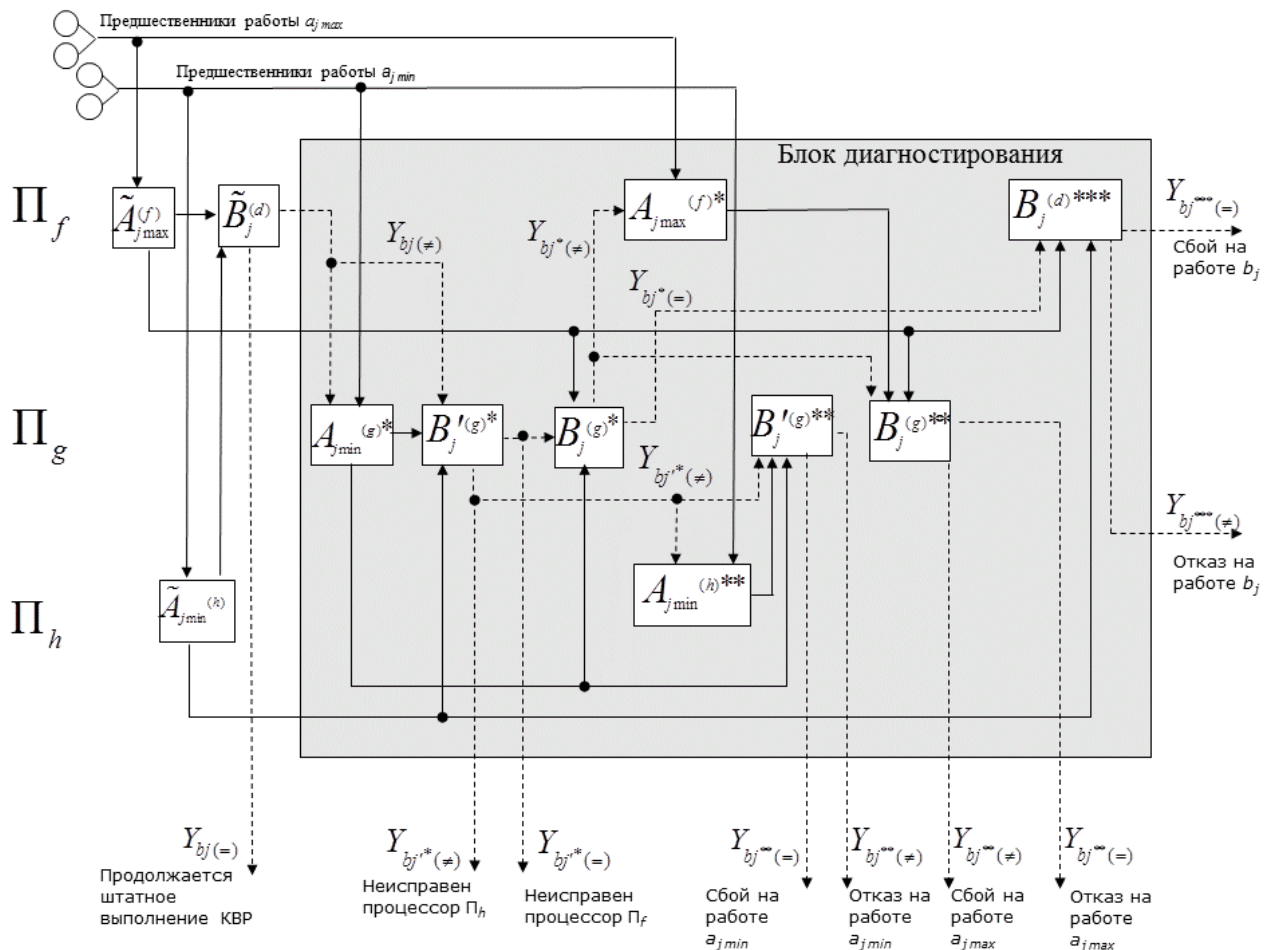 Предшественники работы a_{j max}
Предшественники работы a_{j min}
Блок диагностирования
Π_f
Ã_{j max}^{(f)}
B̃_j^{(d)}
A_{j max}^{(f)*}
B_j^{(d)***}
Y_{bj***(=)}
Сбой на
работе b_j
Y_{bj(≠)}
Y_{bj*(≠)}
Y_{bj*(=)}
Π_g
A_{j min}^{(g)*}
B'_j^{(g)*}
B_j^{(g)*}
B'_j^{(g)**}
B_j^{(g)**}
Y_{bj'*(≠)}
Y_{bj***(≠)}
Отказ на
работе b_j
Π_h
Ã_{j min}^{(h)}
A_{j min}^{(h)**}
Y_{bj(=)}
Y_{bj'*(≠)}
Y_{bj'*(=)}
Y_{bj**(=)}
Y_{bj**(≠)}
Y_{bj**(≠)}
Y_{bj**(=)}
Продолжается
штатное
выполнение КВР
Неисправен
процессор Π_h
Неисправен
процессор Π_f
Сбой на
работе
a_{j min}
Отказ на
работе
a_{j min}
Сбой на
работе
a_{j max}
Отказ на
работе
a_{j max}